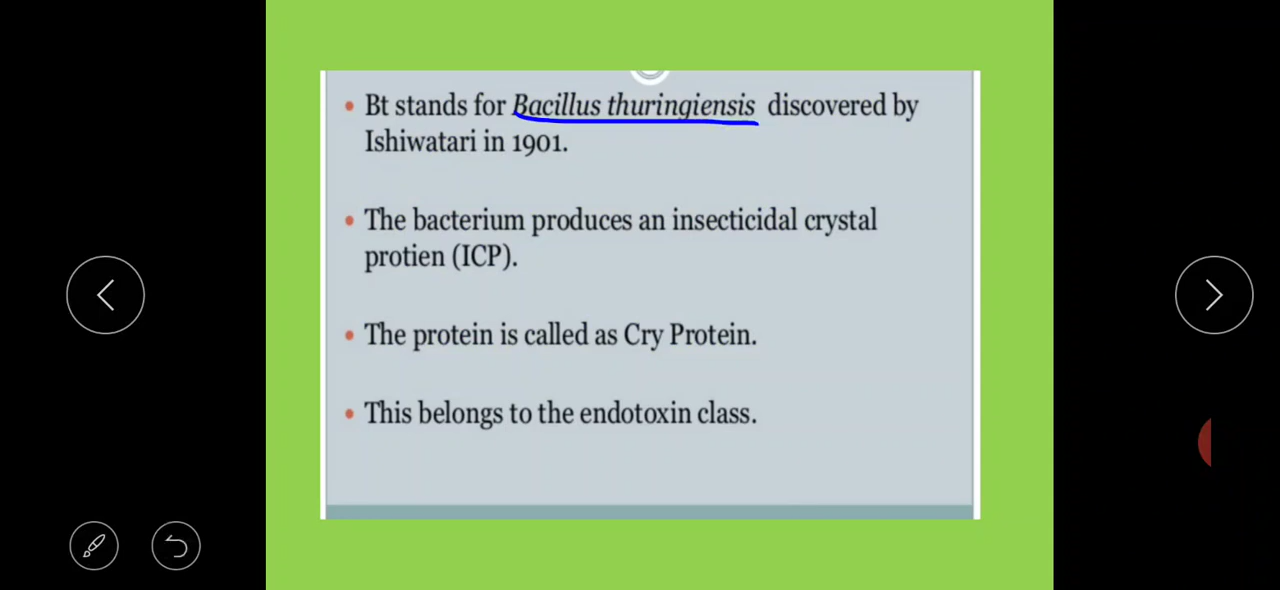 • Bt stands for Bacillus thuringiensis discovered by
Ishiwatari in 1901.
• The bacterium produces an insecticidal crystal
protien (ICP).
• The protein is called as Cry Protein.
• This belongs to the endotoxin class.